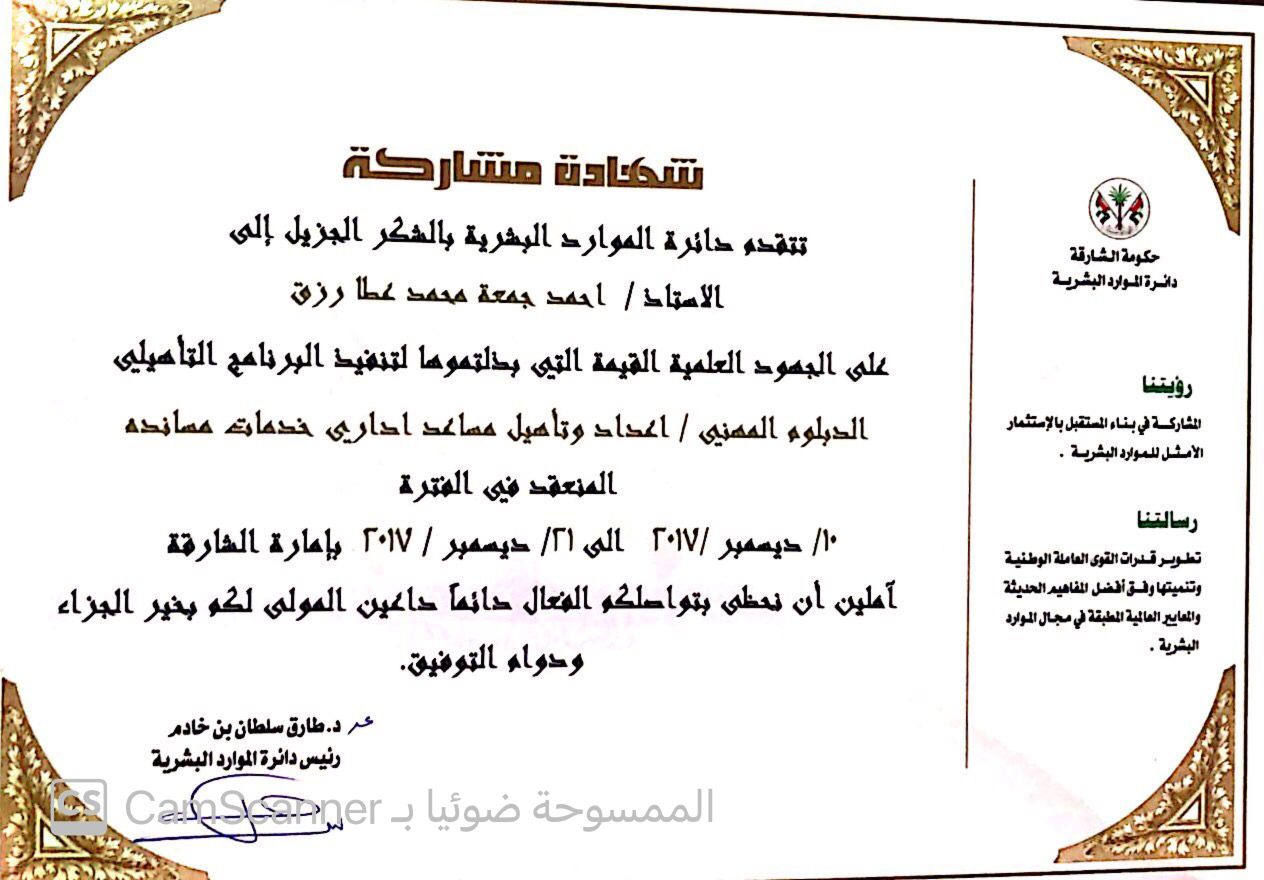 حكومة الشارقة
دائرة الموارد البشرية
رؤيتنا
المشاركة في بناء المستقبل بالإستثمار
الأمثل للموارد البشرية .
رسالتنا
تطوير قدرات القوى العاملة الوطنية
وتنميتها وفق أفضل المفاهيم الحديثة
والمعايير العالمية المطبقة في مجال الموارد
البشرية .
شهادة مشاركة
تتقدم دائرة الموارد البشرية بالشكر الجزيل إلى
الاستاذ / احمد جمعة محمد عطا رزق
على الجهود العلمية القيمة التي بذلتموها لتنفيذ البرنامج التأهيلي
الدبلوم المهني / اعداد وتأهيل مساعد اداري خدمات مسانده
المنعقد في الفترة
١٠/ ديسمبر /٢٠١٧ الى ٢١/ ديسمبر / ٢٠١٧ بإمارة الشارقة
آملين أن نحظى بتواصلكم الفعال دائماً داعين المولى لكم بخير الجزاء
ودوام التوفيق.
د. طارق سلطان بن خادم
رئيس دائرة الموارد البشرية
CS الممسوحة ضوئيا بـ CamScanner